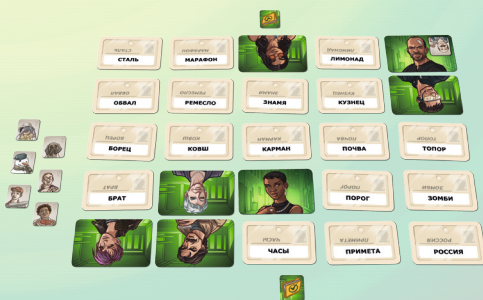 СТАЛЬ МАРАФОН ЛИМОНАД
ОБВАЛ РЕМЕСЛО ЗНАМЯ КУЗНЕЦ
БОРЕЦ КОВШ КАРМАН ПОЧВА ТОПОР
БРАТ ПОРОГ ЗОМБИ
ЧАСЫ ПРИМЕТА РОССИЯ